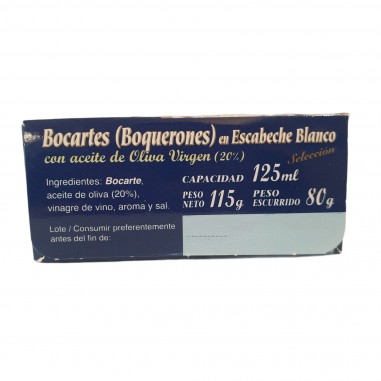 Bocartes (Boquerones) en Escabeche Blanco
con aceite de Oliva Virgen (20%)
Selección
Ingredientes: Bocarte,
aceite de oliva (20%),
vinagre de vino, aroma y sal.
CAPACIDAD 125ml
PESO NETO 115g PESO ESCURRIDO 80g
Lote / Consumir preferentemente
antes del fin de: